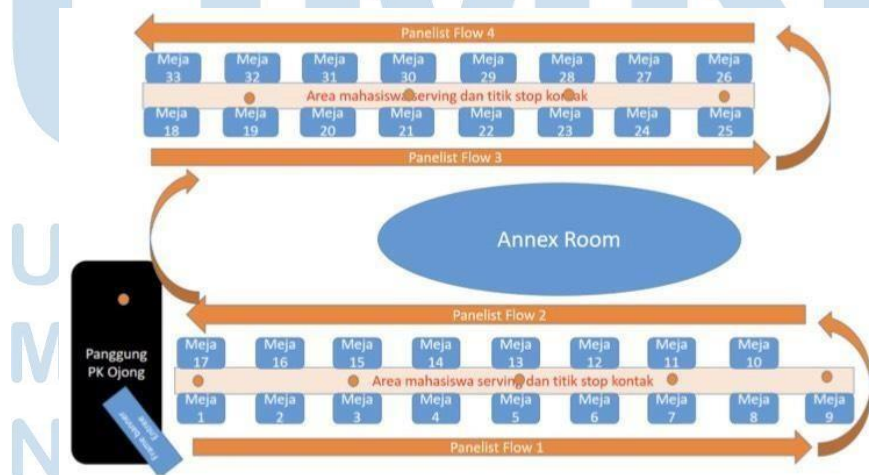 Panelist Flow 4
Meja 33
Meja 32
Meja 31
Meja 30
Meja 29
Meja 28
Meja 27
Meja 26
Area mahasiswa serving dan titik stop kontak
Meja 18
Meja 19
Meja 20
Meja 21
Meja 22
Meja 23
Meja 24
Meja 25
Panelist Flow 3
Annex Room
Panelist Flow 2
Panggung
PK Ojong
Meja 17
Meja 16
Meja 15
Meja 14
Meja 13
Meja 12
Meja 11
Meja 10
Area mahasiswa serving dan titik stop kontak
Meja 1
Meja 2
Meja 3
Meja 4
Meja 5
Meja 6
Meja 7
Meja 8
Meja 9
Frame banner
Panelist Flow 1
U
M
N